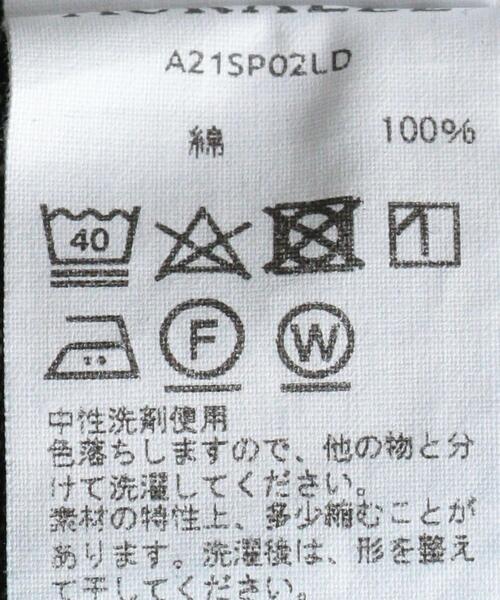 A21SP02LD
綿 100%
40
F W
中性洗剤使用
色落ちしますので、他の物と分
けて洗濯してください。
素材の特性上、多少縮むことが
あります。洗濯後は、形を整え
て干してください。